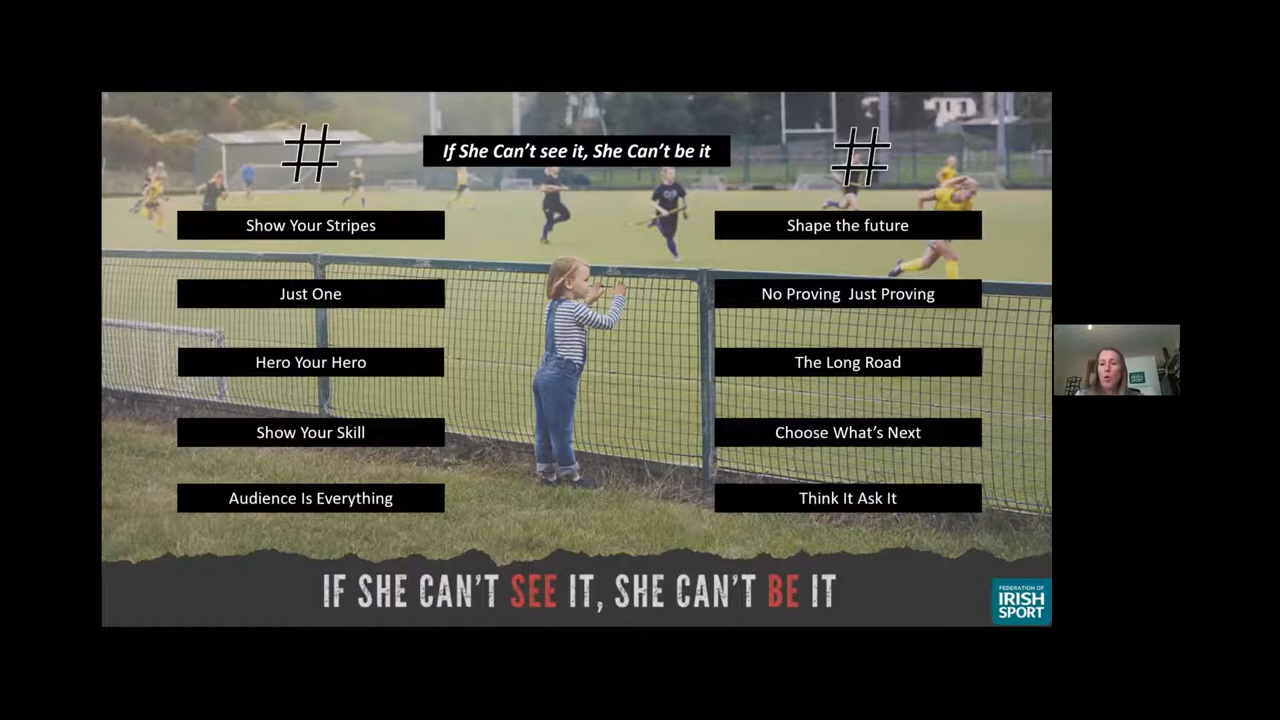 # #
If She Can't see it, She Can't be it
Show Your Stripes
Just One
Hero Your Hero
Show Your Skill
Audience Is Everything
Shape the future
No Proving  Just Proving
The Long Road
Choose What's Next
Think It Ask It
IF SHE CAN'T SEE IT, SHE CAN'T BE IT
FEDERATION OF
IRISH
SPORT